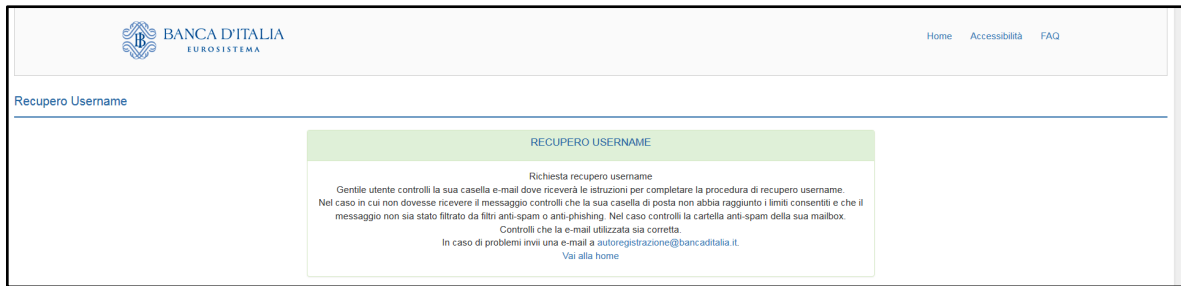 BANCA D'ITALIA
EUROSISTEMA
Home Accessibilità FAQ
Recupero Username
RECUPERO USERNAME
Richiesta recupero username
Gentile utente controlli la sua casella e-mail dove riceverà le istruzioni per completare la procedura di recupero username.
Nel caso in cui non dovesse ricevere il messaggio controlli che la sua casella di posta non abbia raggiunto i limiti consentiti e che il
messaggio non sia stato filtrato da filtri anti-spam o anti-phishing. Nel caso controlli la cartella anti-spam della sua mailbox.
Controlli che la e-mail utilizzata sia corretta.
In caso di problemi invii una e-mail a autoregistrazione@bancaditalia.it.
Vai alla home